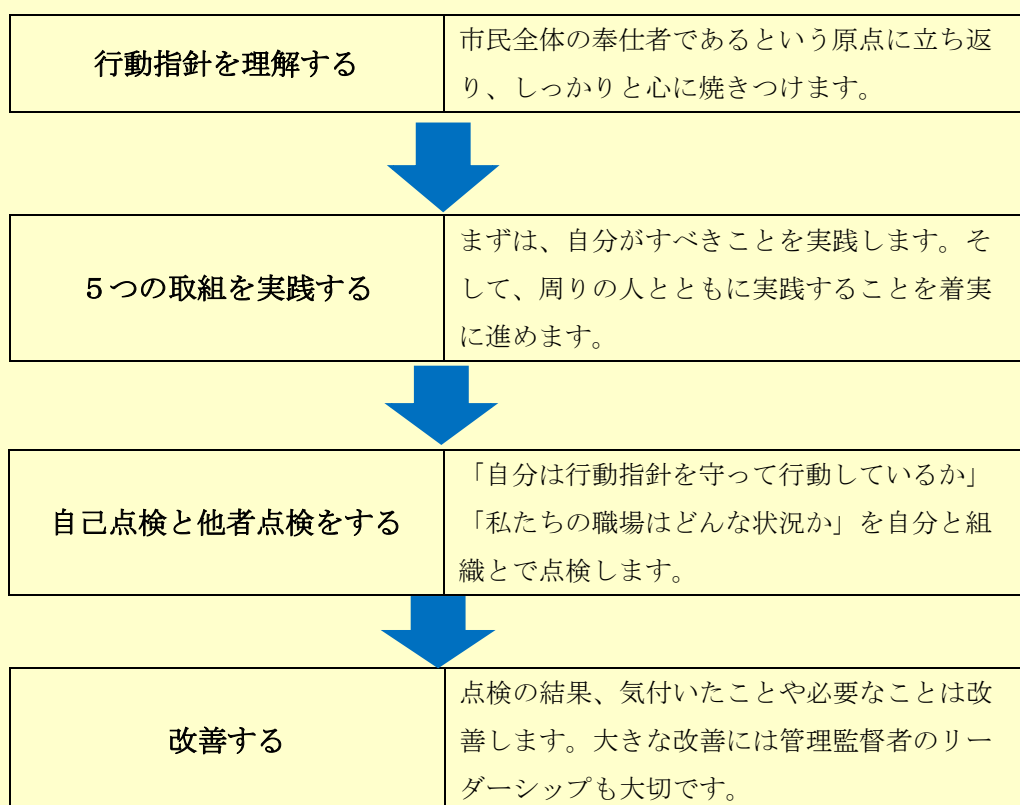 行動指針を理解する
市民全体の奉仕者であるという原点に立ち返
り、しっかりと心に焼きつけます。
５つの取組を実践する
まずは、自分がすべきことを実践します。そ
して、周りの人とともに実践することを着実
に進めます。
自己点検と他者点検をする
「自分は行動指針を守って行動しているか」
「私たちの職場はどんな状況か」を自分と組
織とで点検します。
改善する
点検の結果、気付いたことや必要なことは改
善します。大きな改善には管理監督者のリー
ダーシップも大切です。